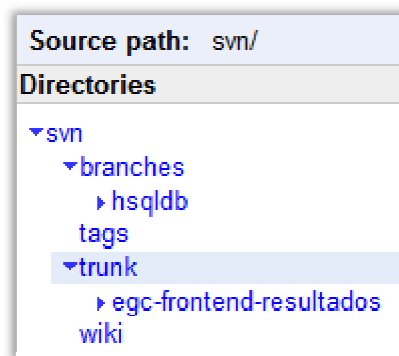 Source path: svn/
Directories
svn
branches
hsqldb
tags
trunk
egc-frontend-resultados
wiki